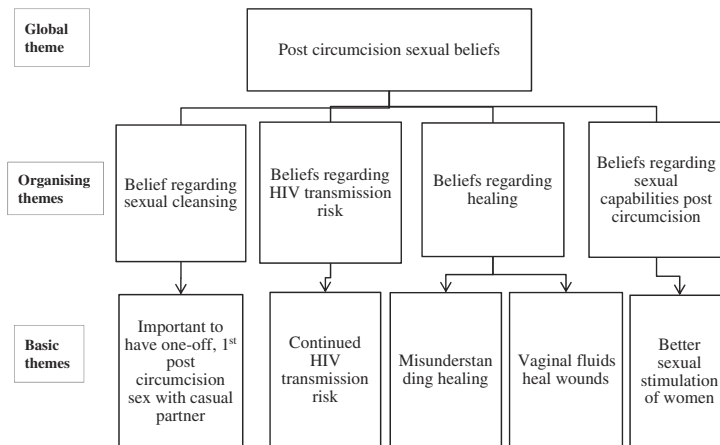 Global
theme
Post circumcision sexual beliefs
Organising
themes
Belief regarding
sexual cleansing
Beliefs regarding
HIV transmission
risk
Beliefs regarding
healing
Beliefs regarding
sexual
capabilities post
circumcision
Basic
themes
Important to
have one-off, 1st
post
circumcision
sex with casual
partner
Continued
HIV
transmission
risk
Misunderstan
ding healing
Vaginal fluids
heal wounds
Better
sexual
stimulation
of women